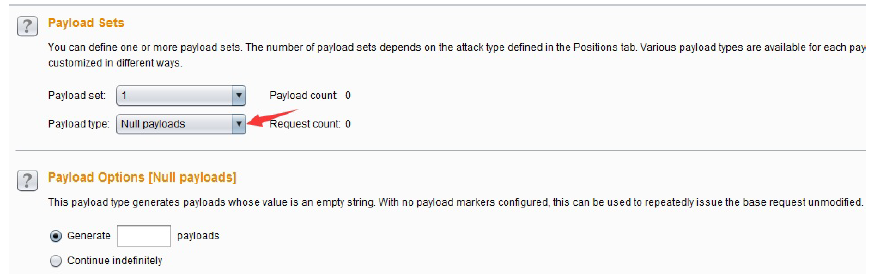 ? Payload Sets
You can define one or more payload sets. The number of payload sets depends on the attack type defined in the Positions tab. Various payload types are available for each pay
customized in different ways.
Payload set: 1 Payload count: 0
Payload type: Null payloads Request count: 0
? Payload Options [Null payloads]
This payload type generates payloads whose value is an empty string. With no payload markers configured, this can be used to repeatedly issue the base request unmodified.
Generate payloads
Continue indefinitely